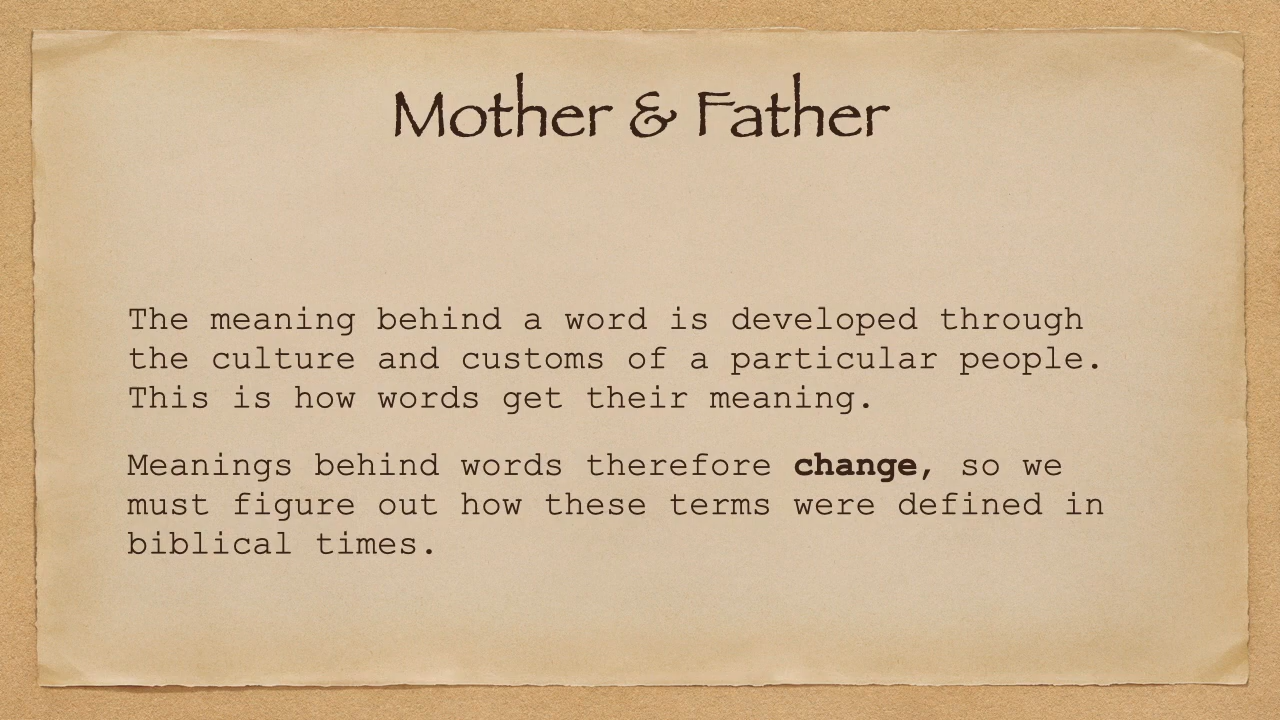 Mother & Father
The meaning behind a word is developed through
the culture and customs of a particular people.
This is how words get their meaning.
Meanings behind words therefore change, so we
must figure out how these terms were defined in
biblical times.